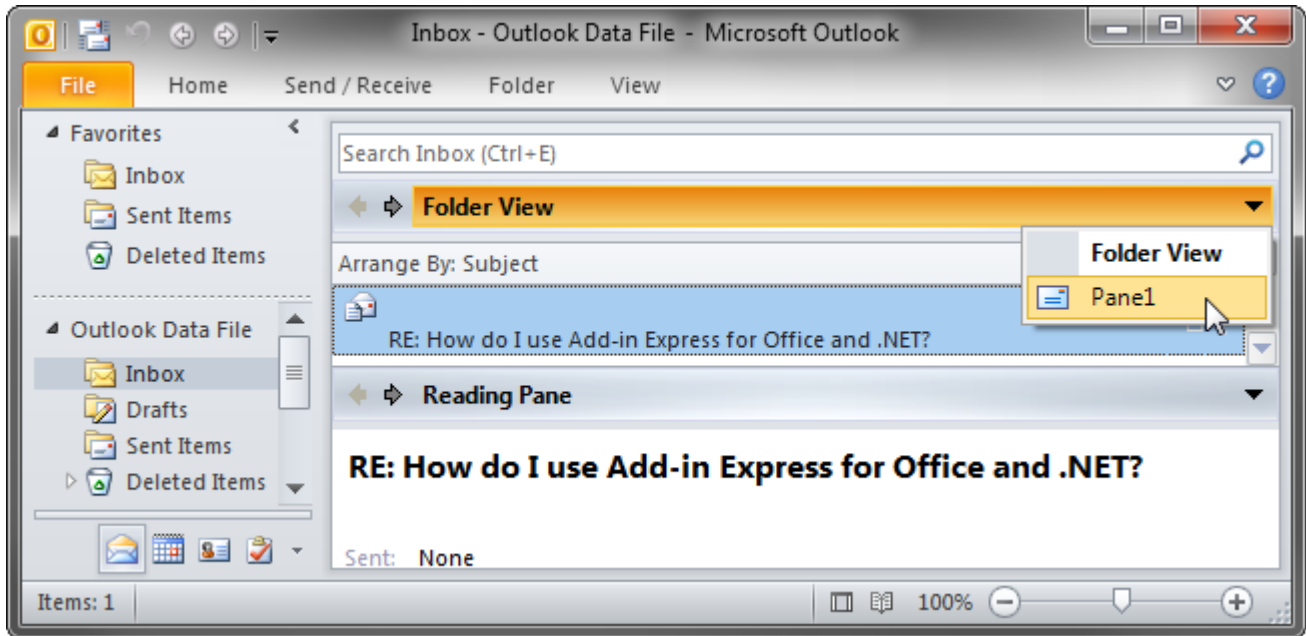 Inbox - Outlook Data File - Microsoft Outlook
File Home Send / Receive Folder View
Favorites
Inbox
Sent Items
Deleted Items
Outlook Data File
Inbox
Drafts
Sent Items
Deleted Items
Search Inbox (Ctrl+E)
Folder View
Folder View
Pane1
Arrange By: Subject
RE: How do I use Add-in Express for Office and .NET?
Reading Pane
RE: How do I use Add-in Express for Office and .NET?
Sent: None
Items: 1
100%